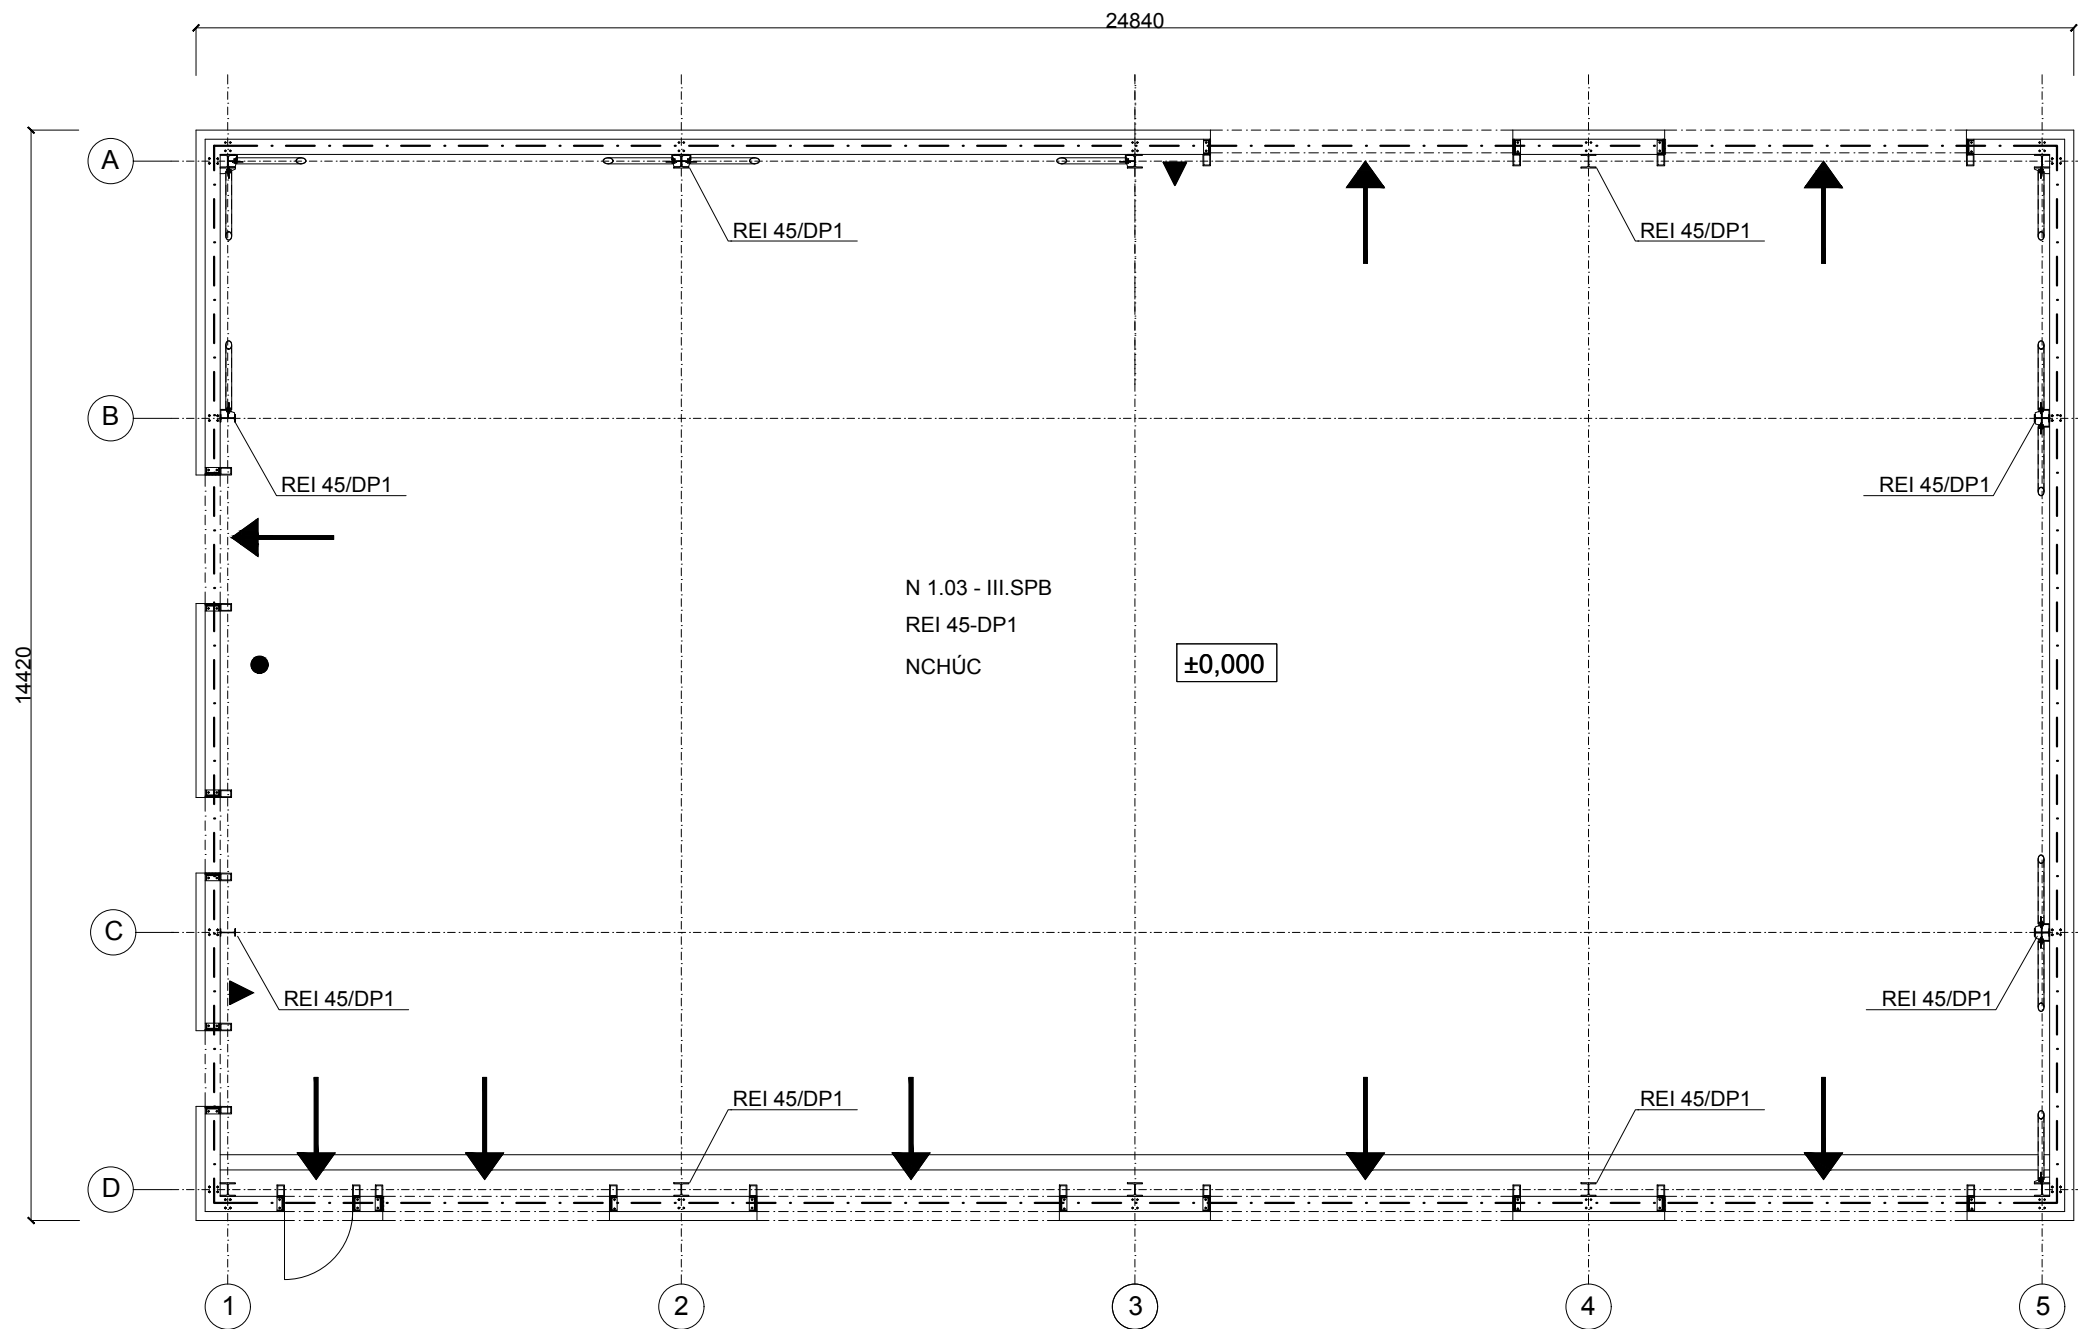 24840
A
REI 45/DP1
REI 45/DP1
B
REI 45/DP1
REI 45/DP1
N 1.03 - III.SPB
REI 45-DP1
NCHÚC
±0,000
14420
C
REI 45/DP1
REI 45/DP1
REI 45/DP1
REI 45/DP1
D
1
2
3
4
5